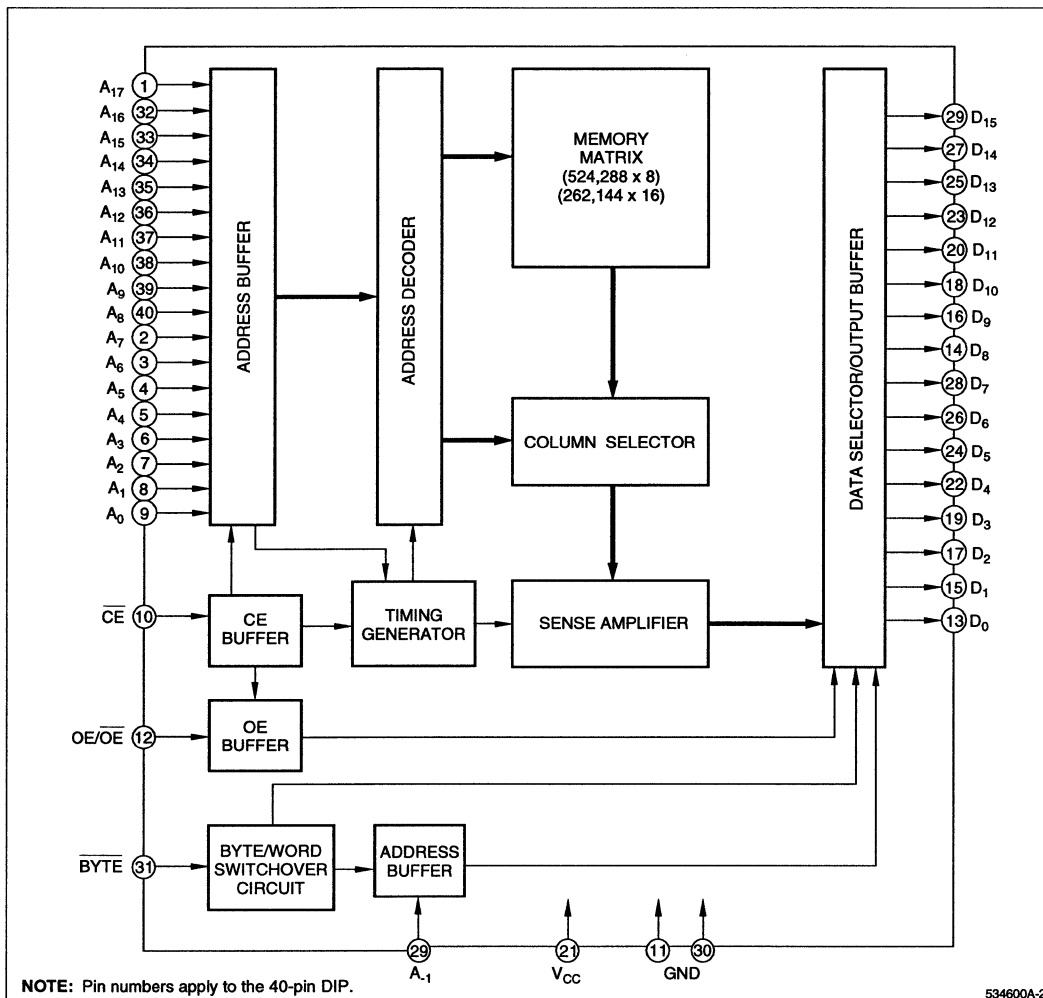 A17 1
A16 32
A15 33
A14 34
A13 35
A12 36
A11 37
A10 38
A9 39
A8 40
A7 2
A6 3
A5 4
A4 5
A3 6
A2 7
A1 8
A0 9
CE 10
OE/OE 12
BYTE 31
ADDRESS BUFFER
ADDRESS DECODER
MEMORY
MATRIX
(524,288 x 8)
(262,144 x 16)
COLUMN SELECTOR
CE
BUFFER
TIMING
GENERATOR
SENSE AMPLIFIER
OE
BUFFER
BYTE/WORD
SWITCHOVER
CIRCUIT
ADDRESS
BUFFER
DATA SELECTOR/OUTPUT BUFFER
29 D15
27 D14
25 D13
23 D12
20 D11
18 D10
16 D9
14 D8
28 D7
26 D6
24 D5
22 D4
19 D3
17 D2
15 D1
13 D0
29 21 11 30
A-1 VCC GND
NOTE: Pin numbers apply to the 40-pin DIP.
534600A-2